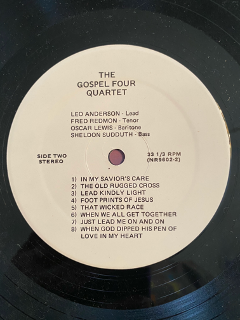 THE
GOSPEL FOUR
QUARTET
LEO ANDERSON - Lead
FRED REDMON - Tenor
OSCAR LEWIS - Baritone
SHELDON SUDDUTH - Bass
SIDE TWO
STEREO
33 1/3 RPM
(NR9602-2)
1) IN MY SAVIOR'S CARE
2) THE OLD RUGGED CROSS
3) LEAD KINDLY LIGHT
4) FOOT PRINTS OF JESUS
5) THAT WICKED RACE
6) WHEN WE ALL GET TOGETHER
7) JUST LEAD ME ON AND ON
8) WHEN GOD DIPPED HIS PEN OF
LOVE IN MY HEART